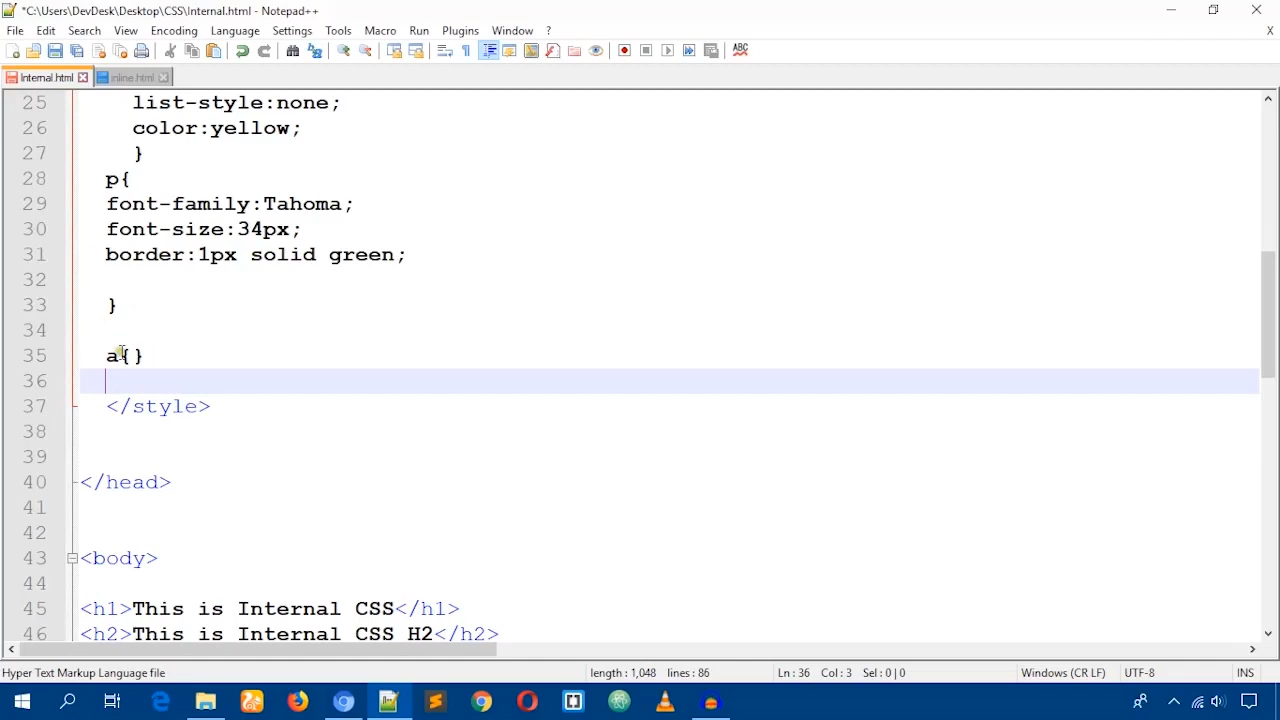 *C:\Users\DevDesk\Desktop\CSS\Internal.html - Notepad++
File Edit Search View Encoding Language Settings Tools Macro Run Plugins Window ? X
ABC
Internal.html inline.html
25 list-style:none;
26 color:yellow;
27 }
28 p{
29 font-family:Tahoma;
30 font-size:34px;
31 border:1px solid green;
32
33 }
34
35 a{}
36
37 </style>
38
39
40 </head>
41
42
43 <body>
44
45 <h1>This is Internal CSS</h1>
46 <h2>This is Internal CSS H2</h2>
Hyper Text Markup Language file length : 1,048 lines : 86 Ln : 36 Col : 3 Sel : 0 | 0 Windows (CR LF) UTF-8 INS